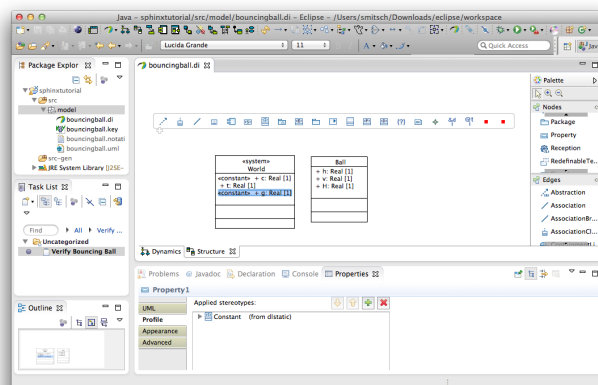 Java - sphinxtutorial/src/model/bouncingball.di - Eclipse - /Users/smitsch/Downloads/eclipse/workspace
Lucida Grande
11
Quick Access
Package Explor
sphinxtutorial
src
model
bouncingball.di
bouncingball.key
bouncingball.notati
bouncingball.uml
src-gen
JRE System Library [J2SE-
bouncingball.di
«system»
World
«constant» + c: Real [1]
+ t: Real [1]
«constant» + g: Real [1]
Ball
+ h: Real [1]
+ v: Real [1]
+ H: Real [1]
Dynamics
Structure
Palette
Nodes
Package
Property
Reception
RedefinableTe...
Edges
Abstraction
Association
AssociationBr...
AssociationCl...
Task List
Find
All
Verify ...
Uncategorized
Verify Bouncing Ball
Outline
Problems
Javadoc
Declaration
Console
Properties
Property1
UML
Profile
Appearance
Advanced
Applied stereotypes:
Constant (from dlstatic)